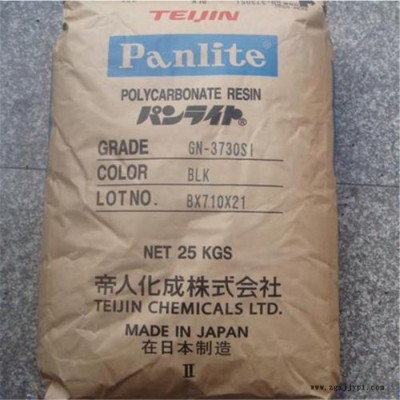 TEIJIN
Panlite®
POLYCARBONATE RESIN
パンライト®
GRADE GN-3730SI
COLOR BLK
LOT NO. BX710X21
NET 25 KGS
帝人化成株式会社
TEIJIN CHEMICALS LTD.
MADE IN JAPAN
在日本制造
II